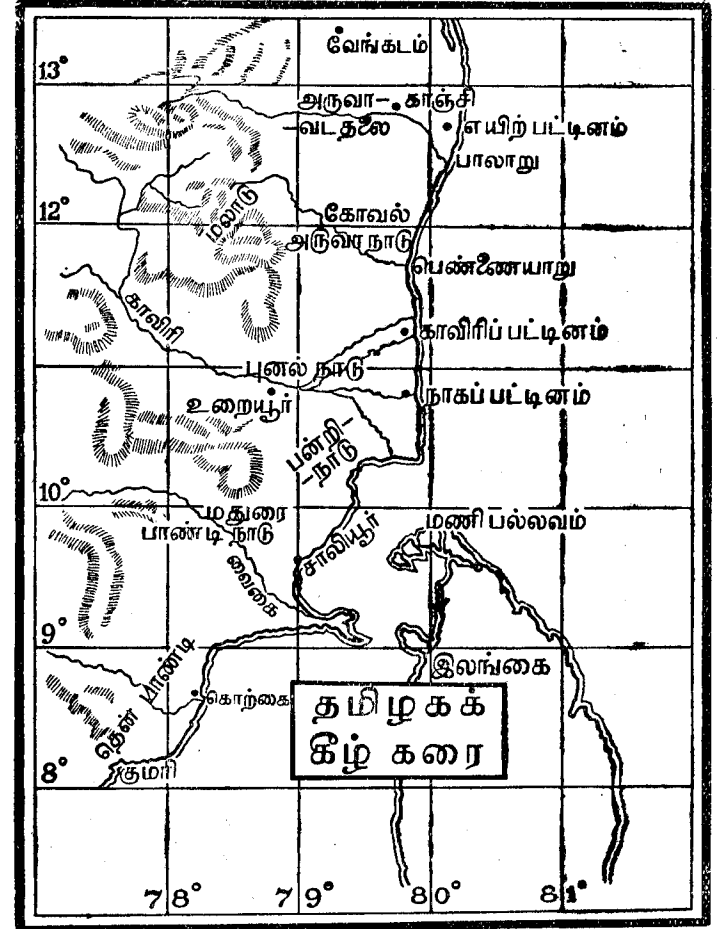 வேங்கடம்
13°
அருவா- காஞ்சி
-வடதலை
எயிற் பட்டினம்
பாலாறு
12°
மலாடு
கோவல்
அருவா நாடு
பெண்ணையாறு
காவிரி
காவிரிப் பட்டினம்
புனல் நாடு
உறையூர்
நாகப் பட்டினம்
பன்றி-
-நாடு
10°
மதுரை
பாண்டி நாடு
சாலியூர்
மணி பல்லவம்
வைகை
9°
தென் பாண்டி
கொற்கை
இலங்கை
தமிழகக்
கீழ் கரை
குமரி
8°
78° 79° 80° 81°